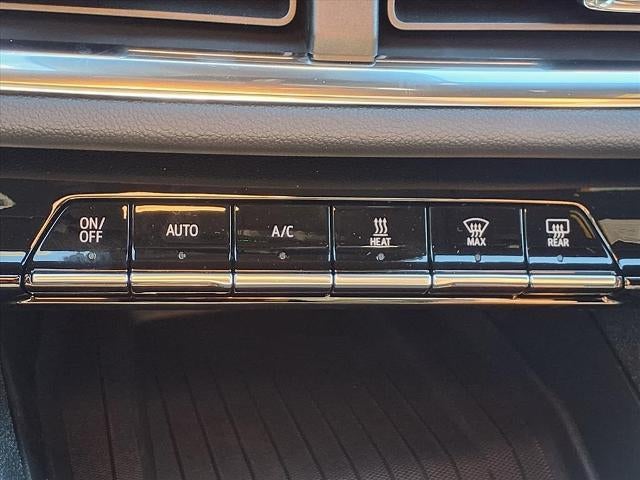 ON/
OFF
AUTO
A/C
HEAT
MAX
REAR